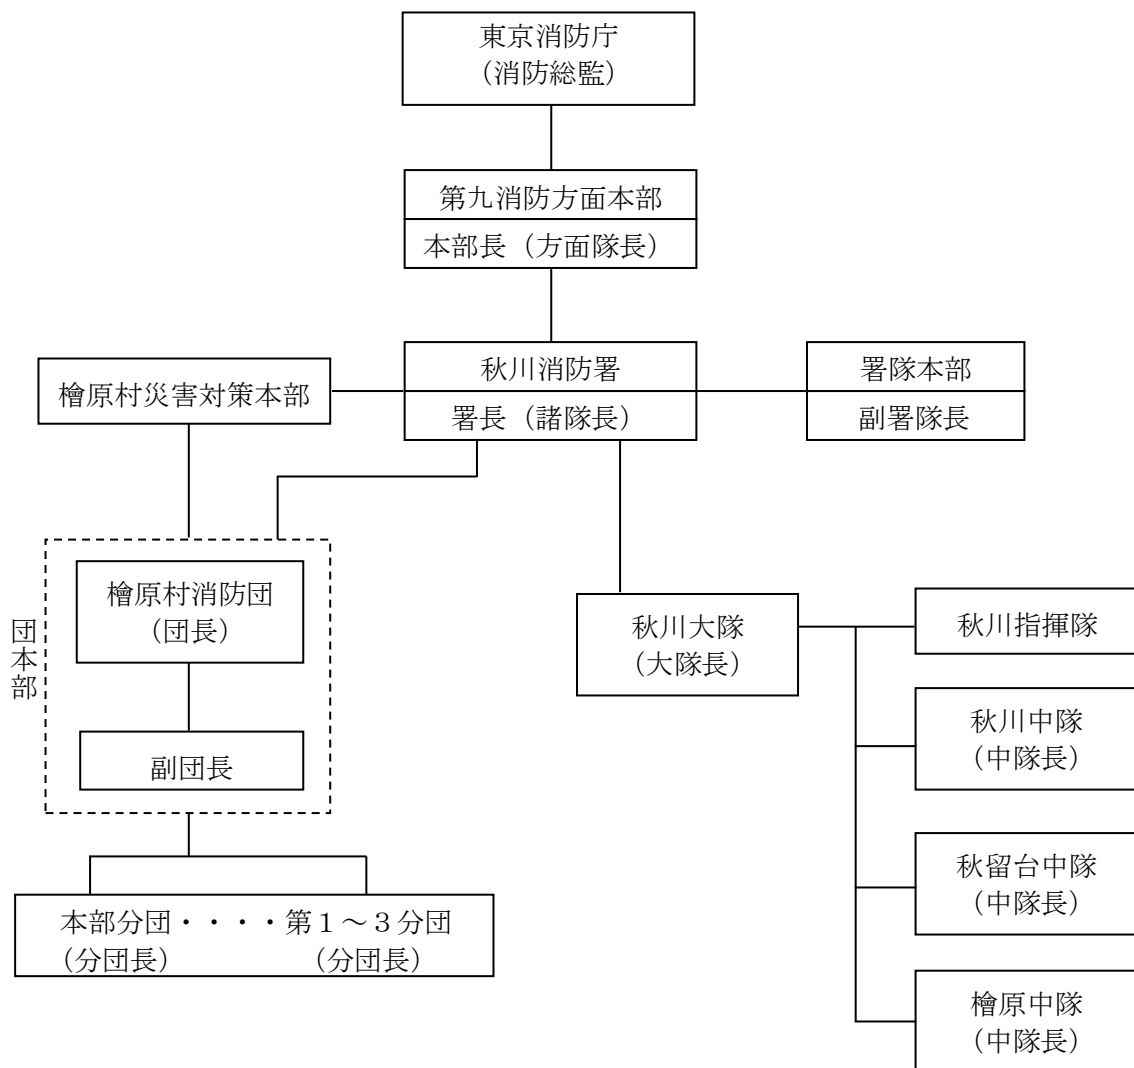 東京消防庁
（消防総監）
第九消防方面本部
本部長（方面隊長）
秋川消防署
署長（諸隊長）
署隊本部
副署隊長
檜原村災害対策本部
団本部
檜原村消防団
（団長）
副団長
本部分団・・・・第１～３分団
（分団長）　　　　　（分団長）
秋川大隊
（大隊長）
秋川指揮隊
秋川中隊
（中隊長）
秋留台中隊
（中隊長）
檜原中隊
（中隊長）